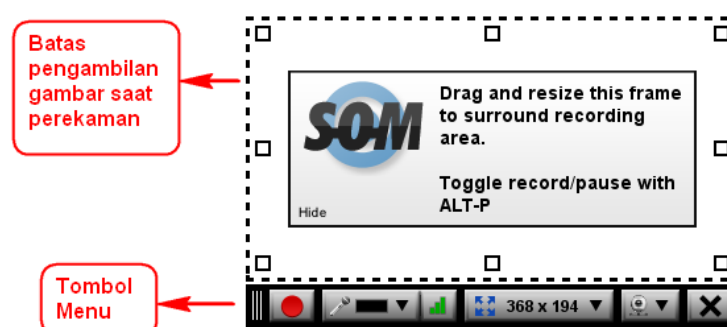 Batas
pengambilan
gambar saat
perekaman
SOM
Drag and resize this frame
to surround recording
area.
Toggle record/pause with
ALT-P
Hide
Tombol
Menu
368 x 194